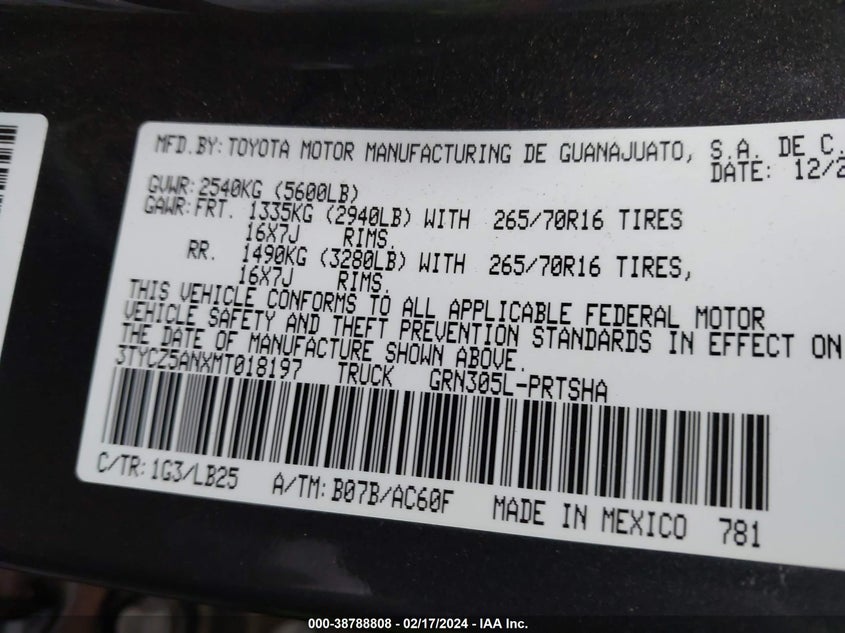 MFD.BY:TOYOTA MOTOR MANUFACTURING DE GUANAJUATO, S.A. DE C.
DATE: 12/2
GVWR:2540KG (5600LB)
GAWR:FRT. 1335KG (2940LB) WITH 265/70R16 TIRES
16X7J RIMS.
RR. 1490KG (3280LB) WITH 265/70R16 TIRES,
16X7J RIMS.
THIS VEHICLE CONFORMS TO ALL APPLICABLE FEDERAL MOTOR
VEHICLE SAFETY AND THEFT PREVENTION STANDARDS IN EFFECT ON
THE DATE OF MANUFACTURE SHOWN ABOVE.
3TYCZ5ANXMT018197 TRUCK GRN305L-PRTSHA
C/TR:1G3/LB25 A/TM:B07B/AC60F MADE IN MEXICO 781
000-38788808 - 02/17/2024 - IAA Inc.